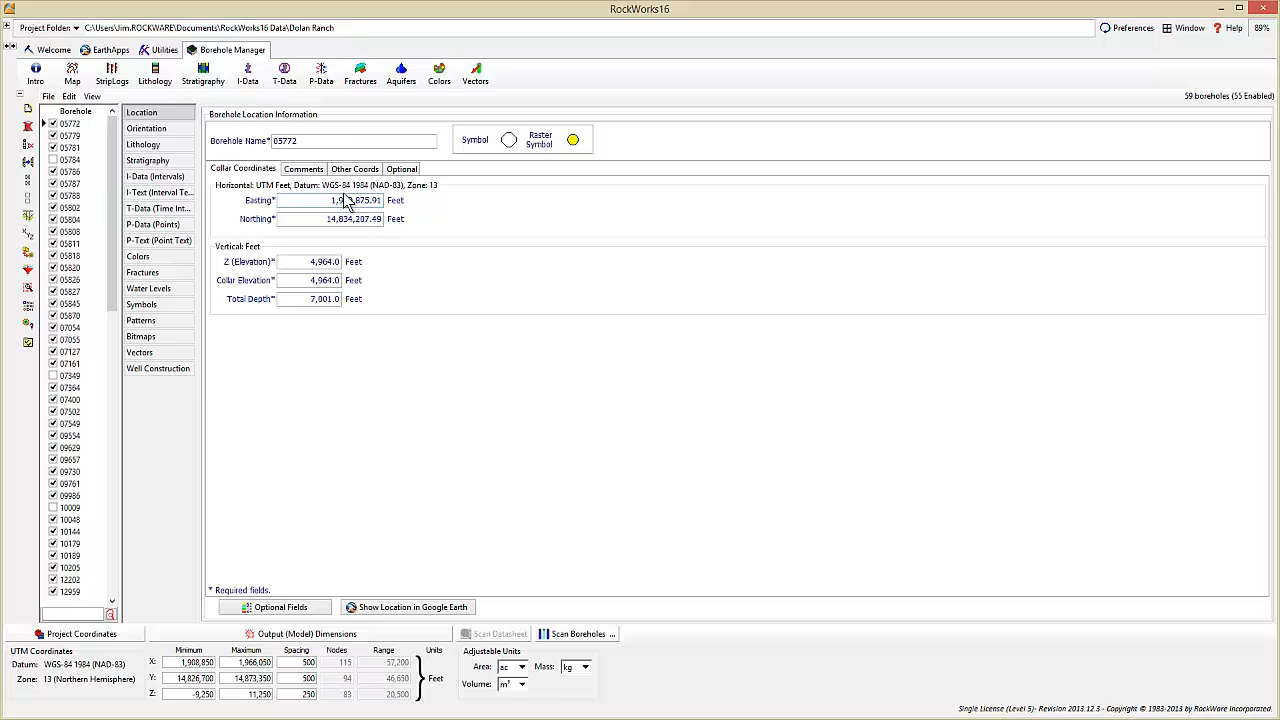 RockWorks16
Project Folder: C:\Users\Jim.ROCKWARE\Documents\RockWorks16 Data\Dolan Ranch
Preferences Window Help 89%
Welcome EarthApps Utilities Borehole Manager
Intro Map StripLogs Lithology Stratigraphy I-Data T-Data P-Data Fractures Aquifers Colors Vectors
File Edit View
59 boreholes (55 Enabled)
Borehole
05772
05779
05781
05784
05786
05787
05788
05802
05804
05808
05811
05818
05820
05826
05827
05845
05870
07054
07055
07127
07161
07349
07364
07400
07502
07549
09554
09629
09657
09730
09761
09986
10009
10048
10144
10179
10189
10205
12202
12959
Location
Orientation
Lithology
Stratigraphy
I-Data (Intervals)
I-Text (Interval Te...
T-Data (Time Int...
P-Data (Points)
P-Text (Point Text)
Colors
Fractures
Water Levels
Symbols
Patterns
Bitmaps
Vectors
Well Construction
Borehole Location Information
Borehole Name* 05772
Symbol Raster Symbol
Collar Coordinates Comments Other Coords Optional
Horizontal: UTM Feet, Datum: WGS-84 1984 (NAD-83), Zone: 13
Easting* Feet
Northing* 14,834,207.49 Feet
Vertical: Feet
Z (Elevation)* 4,964.0 Feet
Collar Elevation* 4,964.0 Feet
Total Depth* 7,001.0 Feet
* Required fields.
Optional Fields Show Location in Google Earth
Project Coordinates Output (Model) Dimensions Scan Datasheet Scan Boreholes ...
UTM Coordinates
Datum: WGS-84 1984 (NAD-83)
Zone: 13 (Northern Hemisphere)
Minimum Maximum Spacing Nodes Range Units
X: 1,908,850 1,966,050 500 115 57,200
Y: 14,826,700 14,873,350 500 94 46,650
Z: -9,250 11,250 250 83 20,500
Feet
Adjustable Units
Area: ac Mass: kg
Volume: m³
Single License (Level 5)- Revision 2013.12.3 - Copyright © 1983-2013 by RockWare Incorporated.